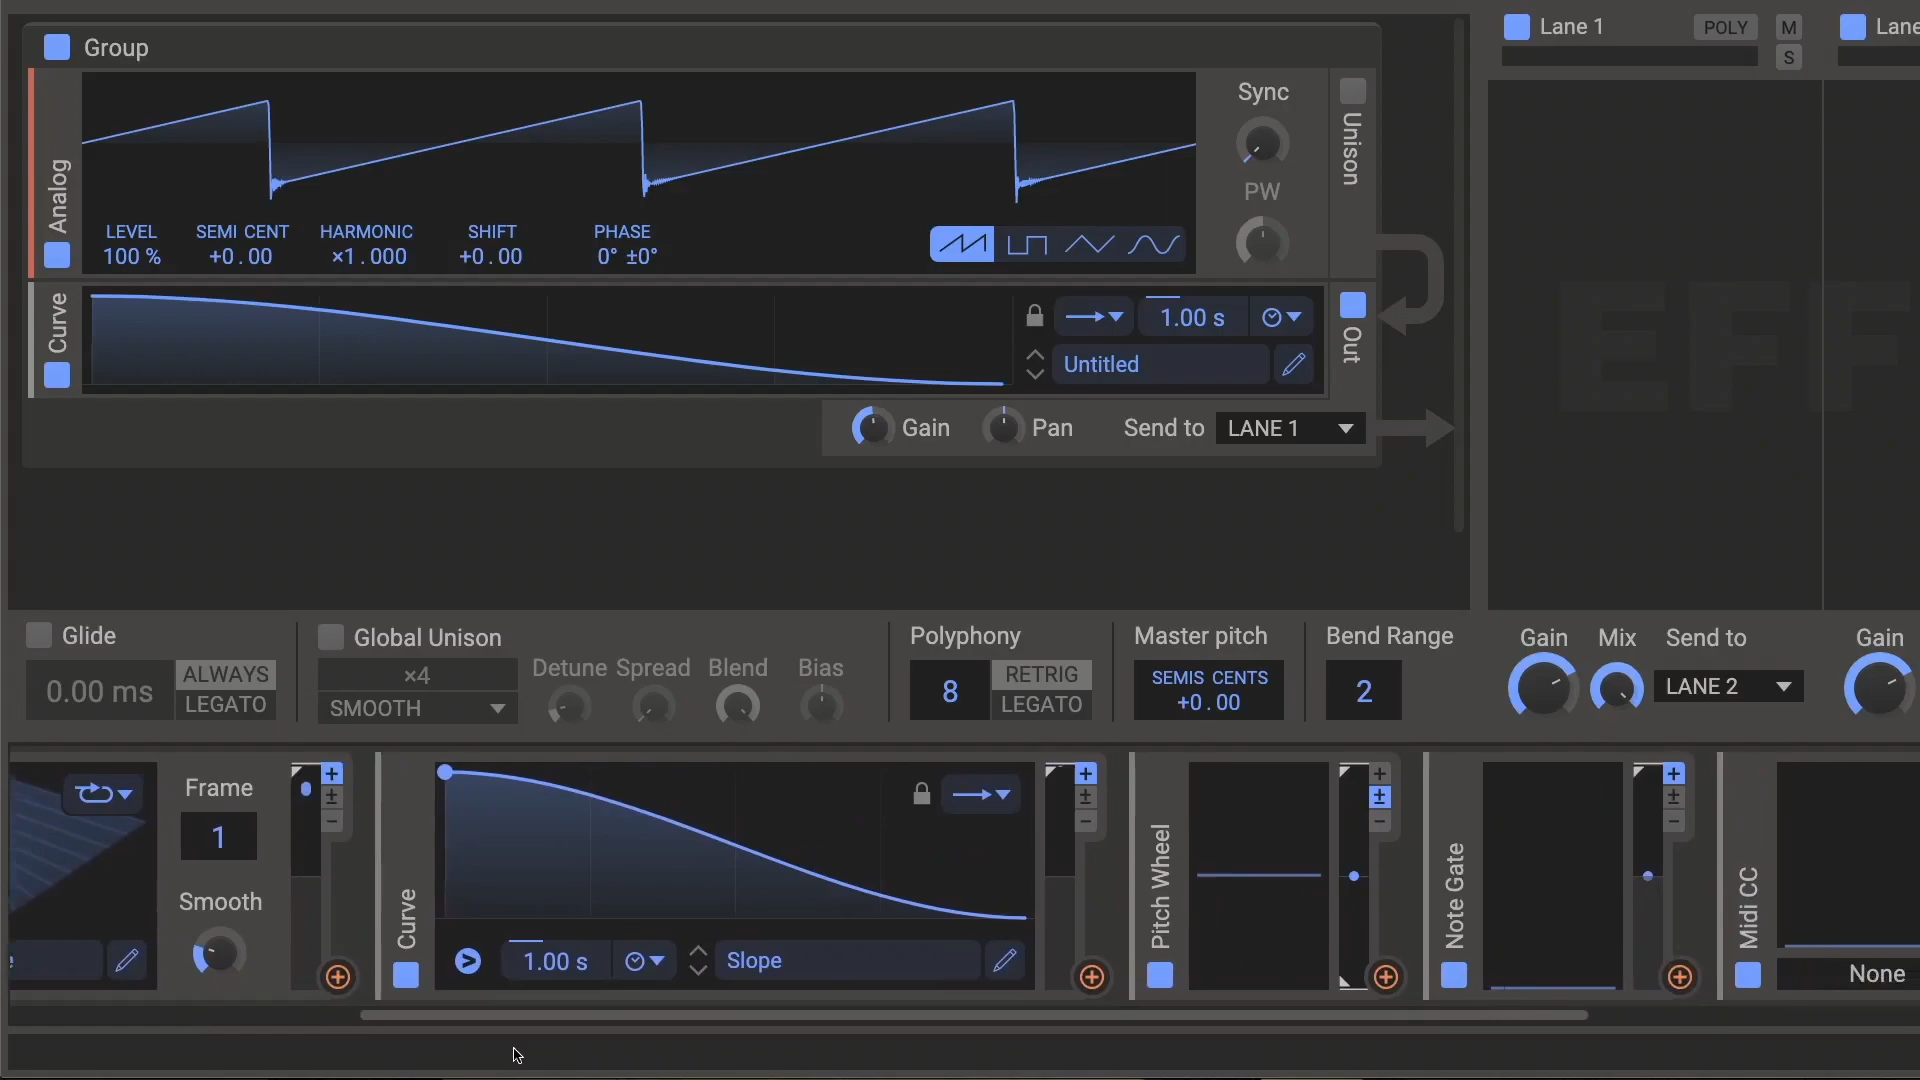 Group
Lane 1
POLY
M
Lane
S
EFF
Analog
Sync
PW
Unison
LEVEL
100 %
SEMI CENT
+0 . 00
HARMONIC
×1 . 000
SHIFT
+0 . 00
PHASE
0° ±0°
Curve
1.00 s
Untitled
Out
Gain
Pan
Send to
LANE 1
Glide
0.00 ms
ALWAYS
LEGATO
Global Unison
×4
SMOOTH
Detune
Spread
Blend
Bias
Polyphony
8
RETRIG
LEGATO
Master pitch
SEMIS CENTS
+0 . 00
Bend Range
2
Gain
Mix
Send to
LANE 2
Gain
Frame
1
Smooth
+
±
−
Curve
1.00 s
Slope
+
±
−
Pitch Wheel
+
±
−
Note Gate
+
±
−
Midi CC
None